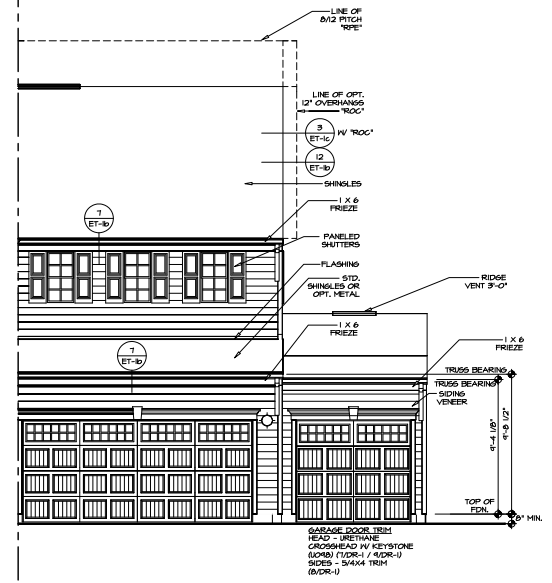 LINE OF
8/12 PITCH
"RPE"
LINE OF OPT.
12" OVERHANGS
"ROC"
3
ET-1c
W/ "ROC"
12
ET-1b
SHINGLES
1 X 6
FRIEZE
7
ET-1b
PANELED
SHUTTERS
FLASHING
STD.
SHINGLES OR
OPT. METAL
RIDGE
VENT 3'-0"
1 X 6
FRIEZE
1 X 6
FRIEZE
7
ET-1b
TRUSS BEARING
TRUSS BEARING
SIDING
VENEER
9'-4 1/8"
9'-8 1/2"
TOP OF
FDN.
8" MIN.
GARAGE DOOR TRIM
HEAD - URETHANE
CROSSHEAD W/ KEYSTONE
(UO98) (7/DR-1 / 9/DR-1)
SIDES - 5/4X4 TRIM
(8/DR-1)